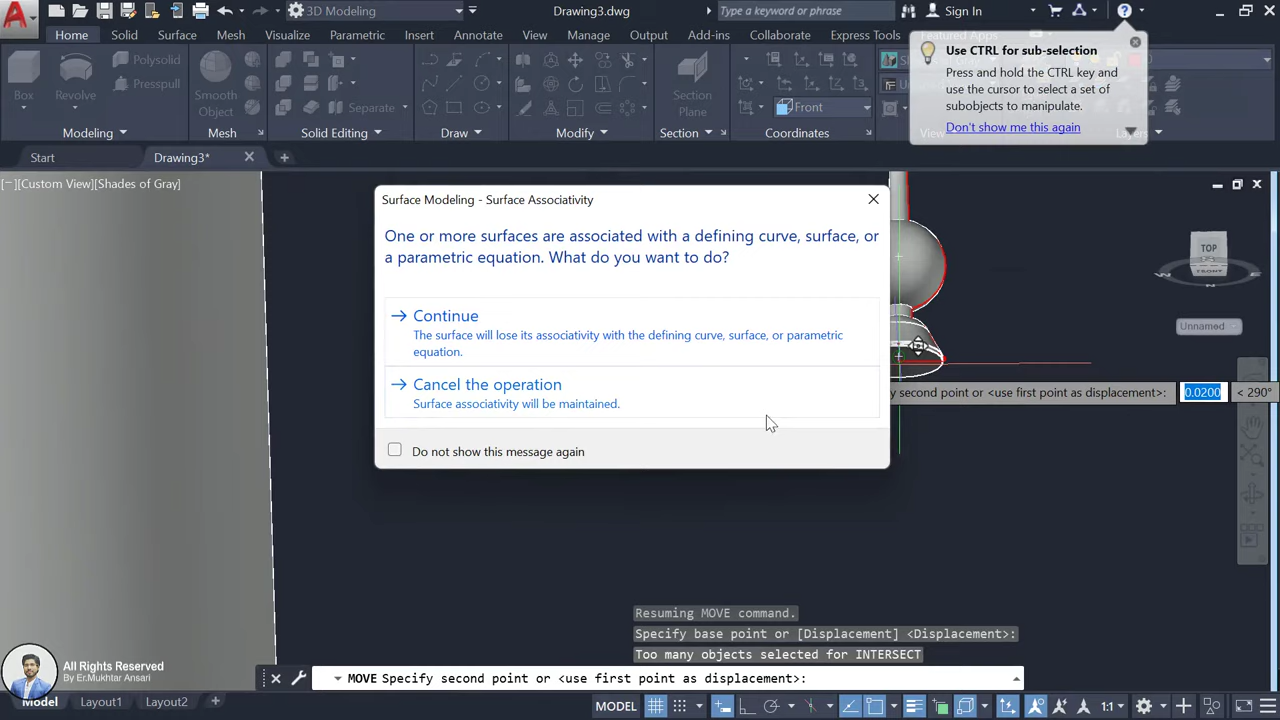 3D Modeling
Drawing3.dwg
Type a keyword or phrase
Sign In
Home
Solid
Surface
Mesh
Visualize
Parametric
Insert
Annotate
View
Manage
Output
Add-ins
Collaborate
Express Tools
Featured Apps
Box
Revolve
Polysolid
Presspull
Smooth
Object
Separate
Section
Plane
Front
Modeling
Mesh
Solid Editing
Draw
Modify
Section
Coordinates
View
Layers
Use CTRL for sub-selection
Press and hold the CTRL key and
use the cursor to select a set of
subobjects to manipulate.
Don't show me this again
Start
Drawing3*
[−][Custom View][Shades of Gray]
Surface Modeling - Surface Associativity
One or more surfaces are associated with a defining curve, surface, or
a parametric equation. What do you want to do?
Continue
The surface will lose its associativity with the defining curve, surface, or parametric
equation.
Cancel the operation
Surface associativity will be maintained.
Do not show this message again
TOP
FRONT
Unnamed
y second point or <use first point as displacement>:
0.0200
< 290°
Resuming MOVE command.
Specify base point or [Displacement] <Displacement>:
Too many objects selected for INTERSECT
MOVE Specify second point or <use first point as displacement>:
All Rights Reserved
By Er.Mukhtar Ansari
Model
Layout1
Layout2
MODEL
1:1